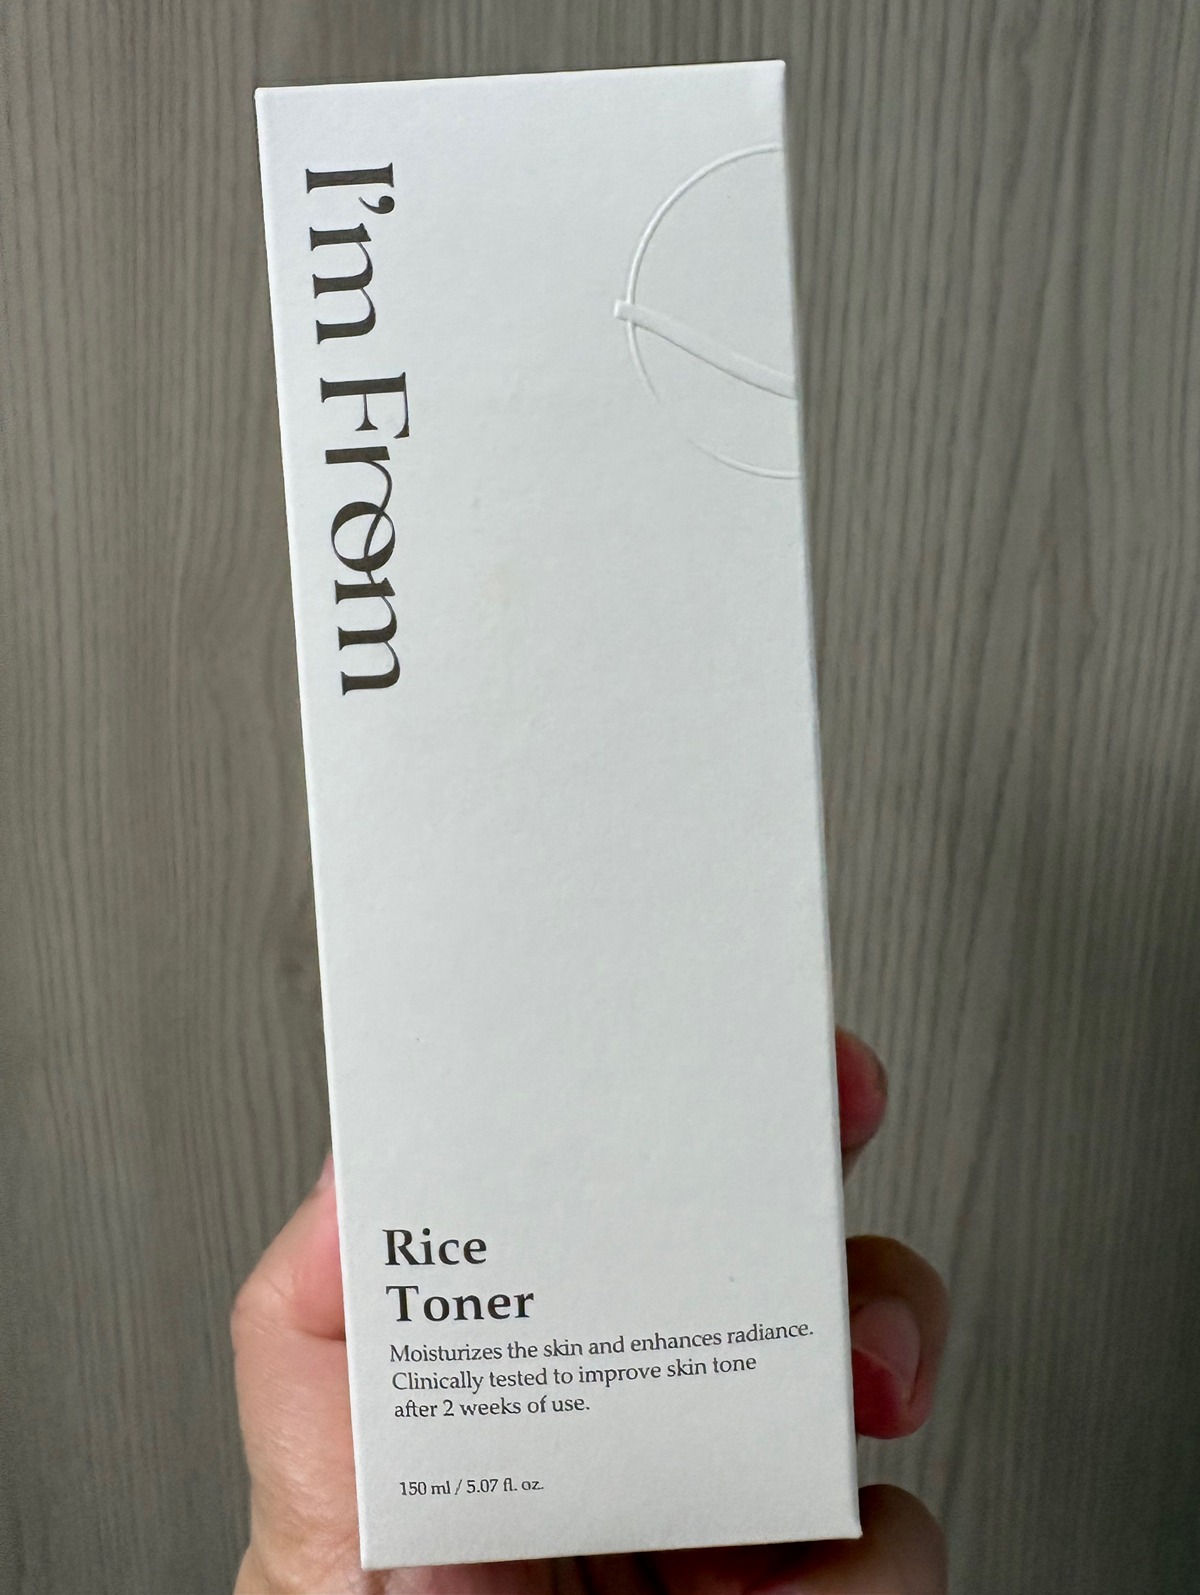 I'm From
Rice
Toner
Moisturizes the skin and enhances radiance.
Clinically tested to improve skin tone
after 2 weeks of use.
150 ml / 5.07 fl. oz.